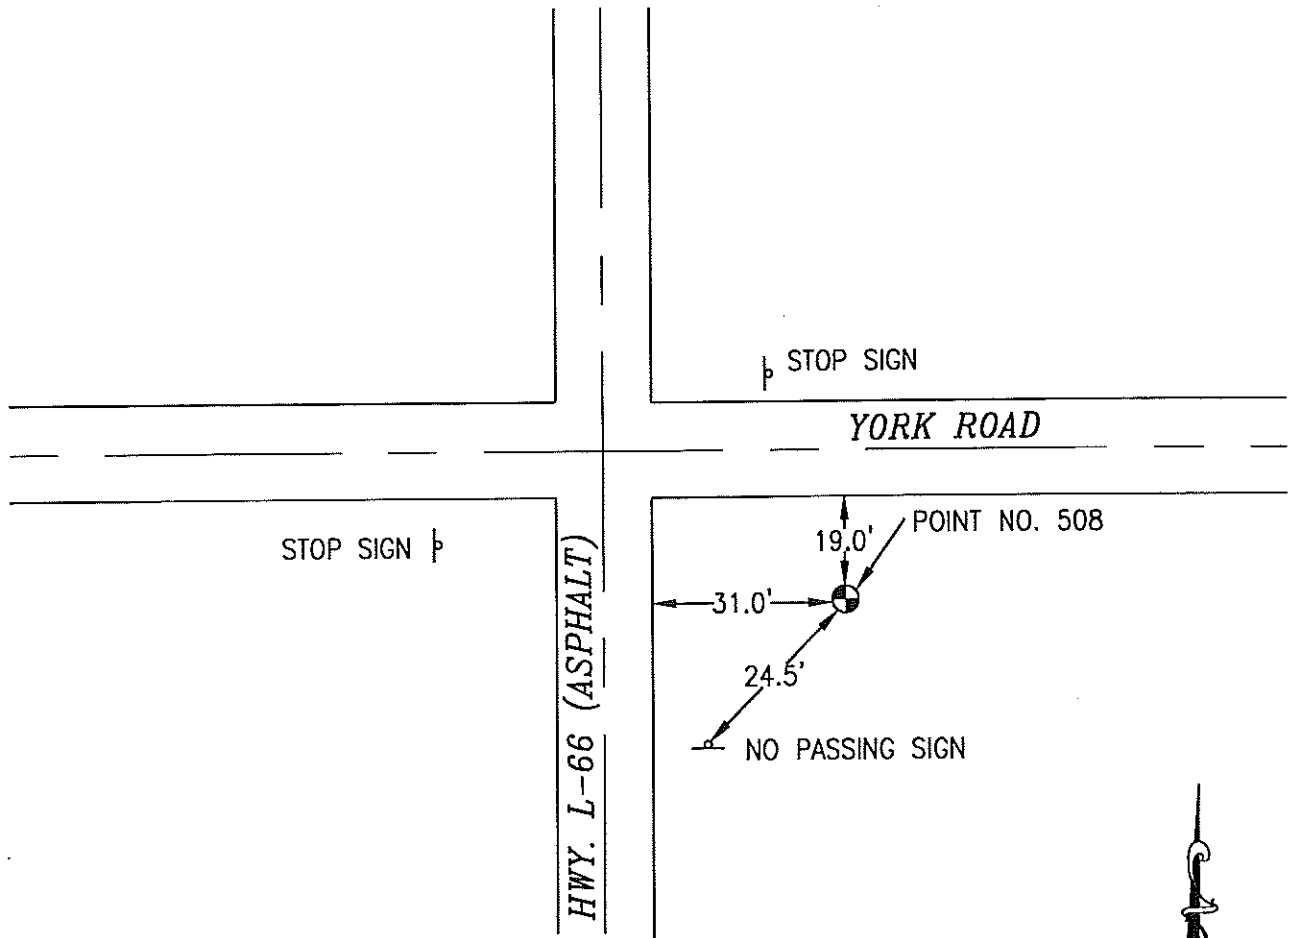 STOP SIGN
YORK ROAD
STOP SIGN
POINT NO. 508
19.0'
31.0'
24.5'
NO PASSING SIGN
HWY. L-66 (ASPHALT)